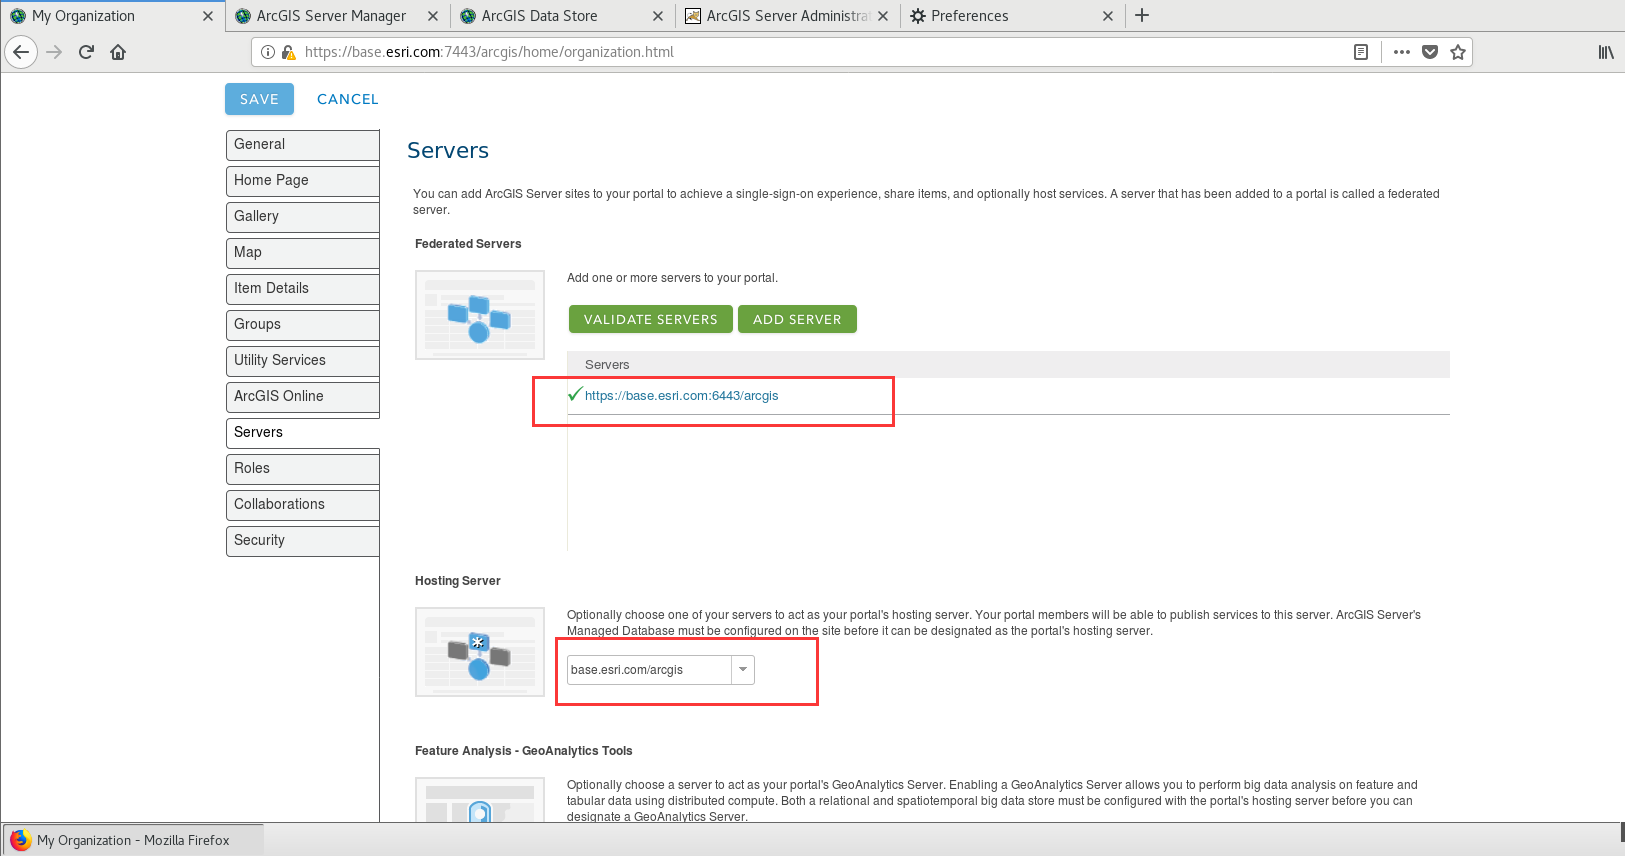 My Organization
ArcGIS Server Manager
ArcGIS Data Store
ArcGIS Server Administra
Preferences
https://base.esri.com:7443/arcgis/home/organization.html
SAVE
CANCEL
General
Home Page
Gallery
Map
Item Details
Groups
Utility Services
ArcGIS Online
Servers
Roles
Collaborations
Security
Servers
You can add ArcGIS Server sites to your portal to achieve a single-sign-on experience, share items, and optionally host services. A server that has been added to a portal is called a federated
server.
Federated Servers
Add one or more servers to your portal.
VALIDATE SERVERS
ADD SERVER
Servers
https://base.esri.com:6443/arcgis
Hosting Server
Optionally choose one of your servers to act as your portal's hosting server. Your portal members will be able to publish services to this server. ArcGIS Server's
Managed Database must be configured on the site before it can be designated as the portal's hosting server.
base.esri.com/arcgis
Feature Analysis - GeoAnalytics Tools
Optionally choose a server to act as your portal's GeoAnalytics Server. Enabling a GeoAnalytics Server allows you to perform big data analysis on feature and
tabular data using distributed compute. Both a relational and spatiotemporal big data store must be configured with the portal's hosting server before you can
designate a GeoAnalytics Server.
My Organization - Mozilla Firefox